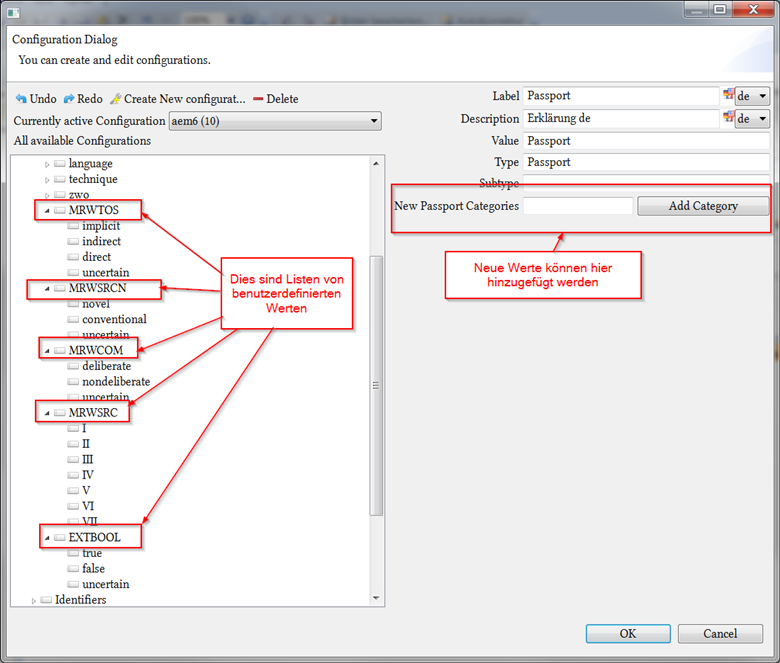 Configuration Dialog
You can create and edit configurations.
Undo Redo Create New configurat... Delete
Currently active Configuration aem6 (10)
All available Configurations
language
technique
zwo
MRWTOS
implicit
indirect
direct
uncertain
MRWSRCN
novel
conventional
uncertain
MRWCOM
deliberate
nondeliberate
uncertain
MRWSRC
I
II
III
IV
V
VI
VII
EXTBOOL
true
false
uncertain
Identifiers
Dies sind Listen von
benutzerdefinierten
Werten
Label Passport de
Description Erklärung de de
Value Passport
Type Passport
Subtype
New Passport Categories Add Category
Neue Werte können hier
hinzugefügt werden
OK Cancel